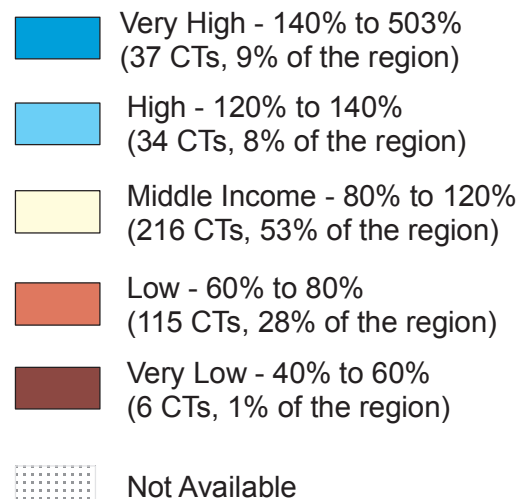 Very High - 140% to 503%
(37 CTs, 9% of the region)
High - 120% to 140%
(34 CTs, 8% of the region)
Middle Income - 80% to 120%
(216 CTs, 53% of the region)
Low - 60% to 80%
(115 CTs, 28% of the region)
Very Low - 40% to 60%
(6 CTs, 1% of the region)
Not Available